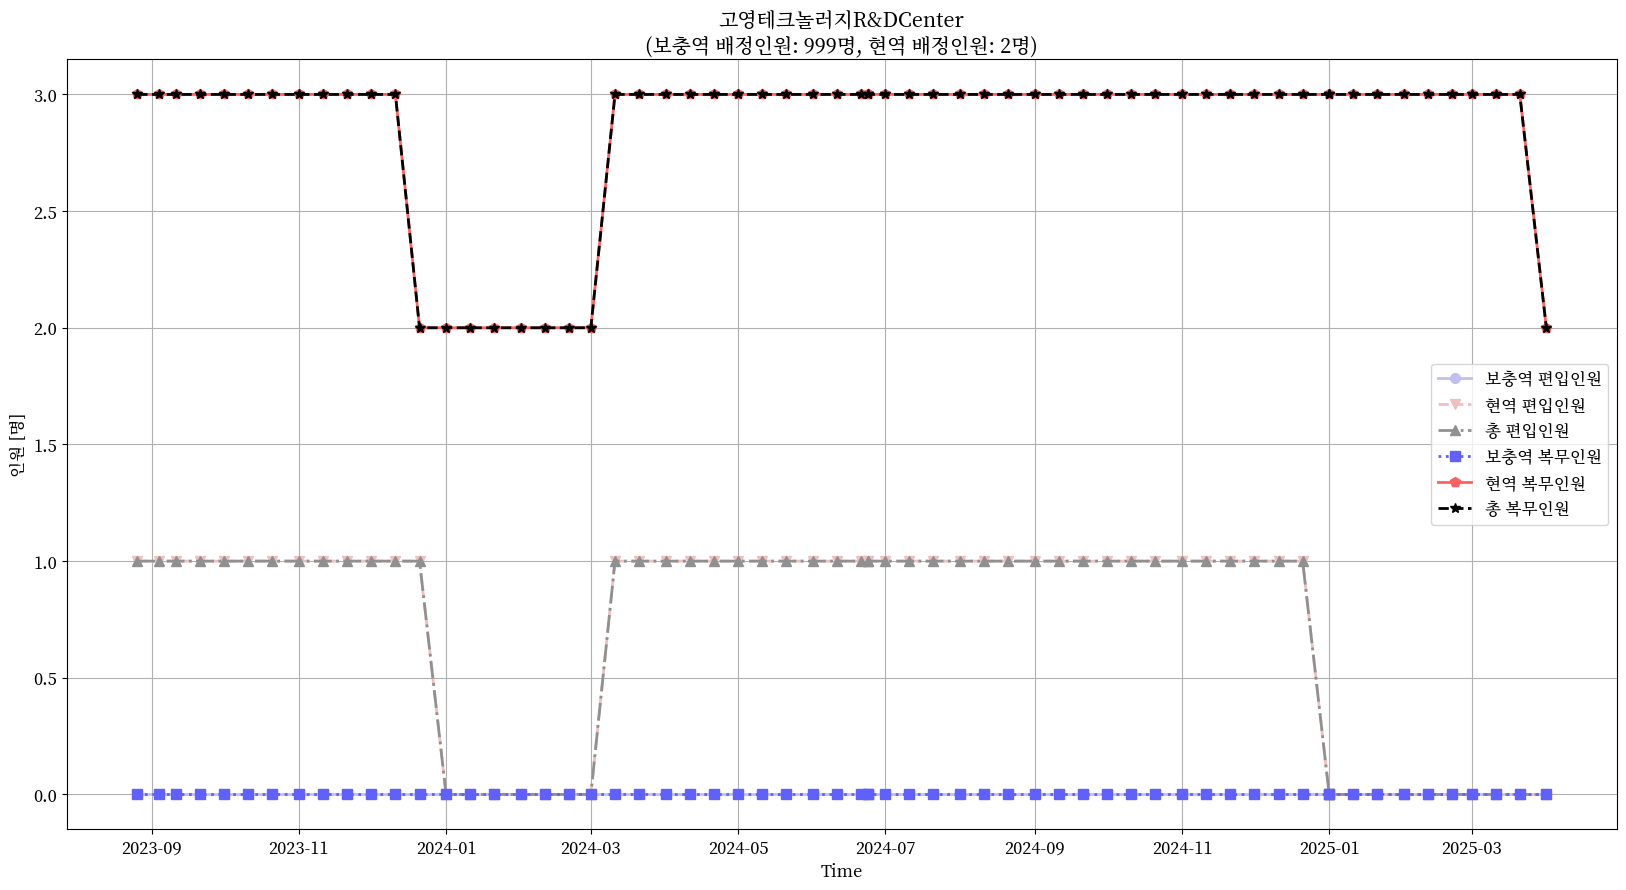 고영테크놀러지R&DCenter
(보충역 배정인원: 999명, 현역 배정인원: 2명)
3.0
2.5
2.0
1.5
1.0
0.5
0.0
인원 [명]
보충역 편입인원
현역 편입인원
총 편입인원
보충역 복무인원
현역 복무인원
총 복무인원
2023-09 2023-11 2024-01 2024-03 2024-05 2024-07 2024-09 2024-11 2025-01 2025-03
Time